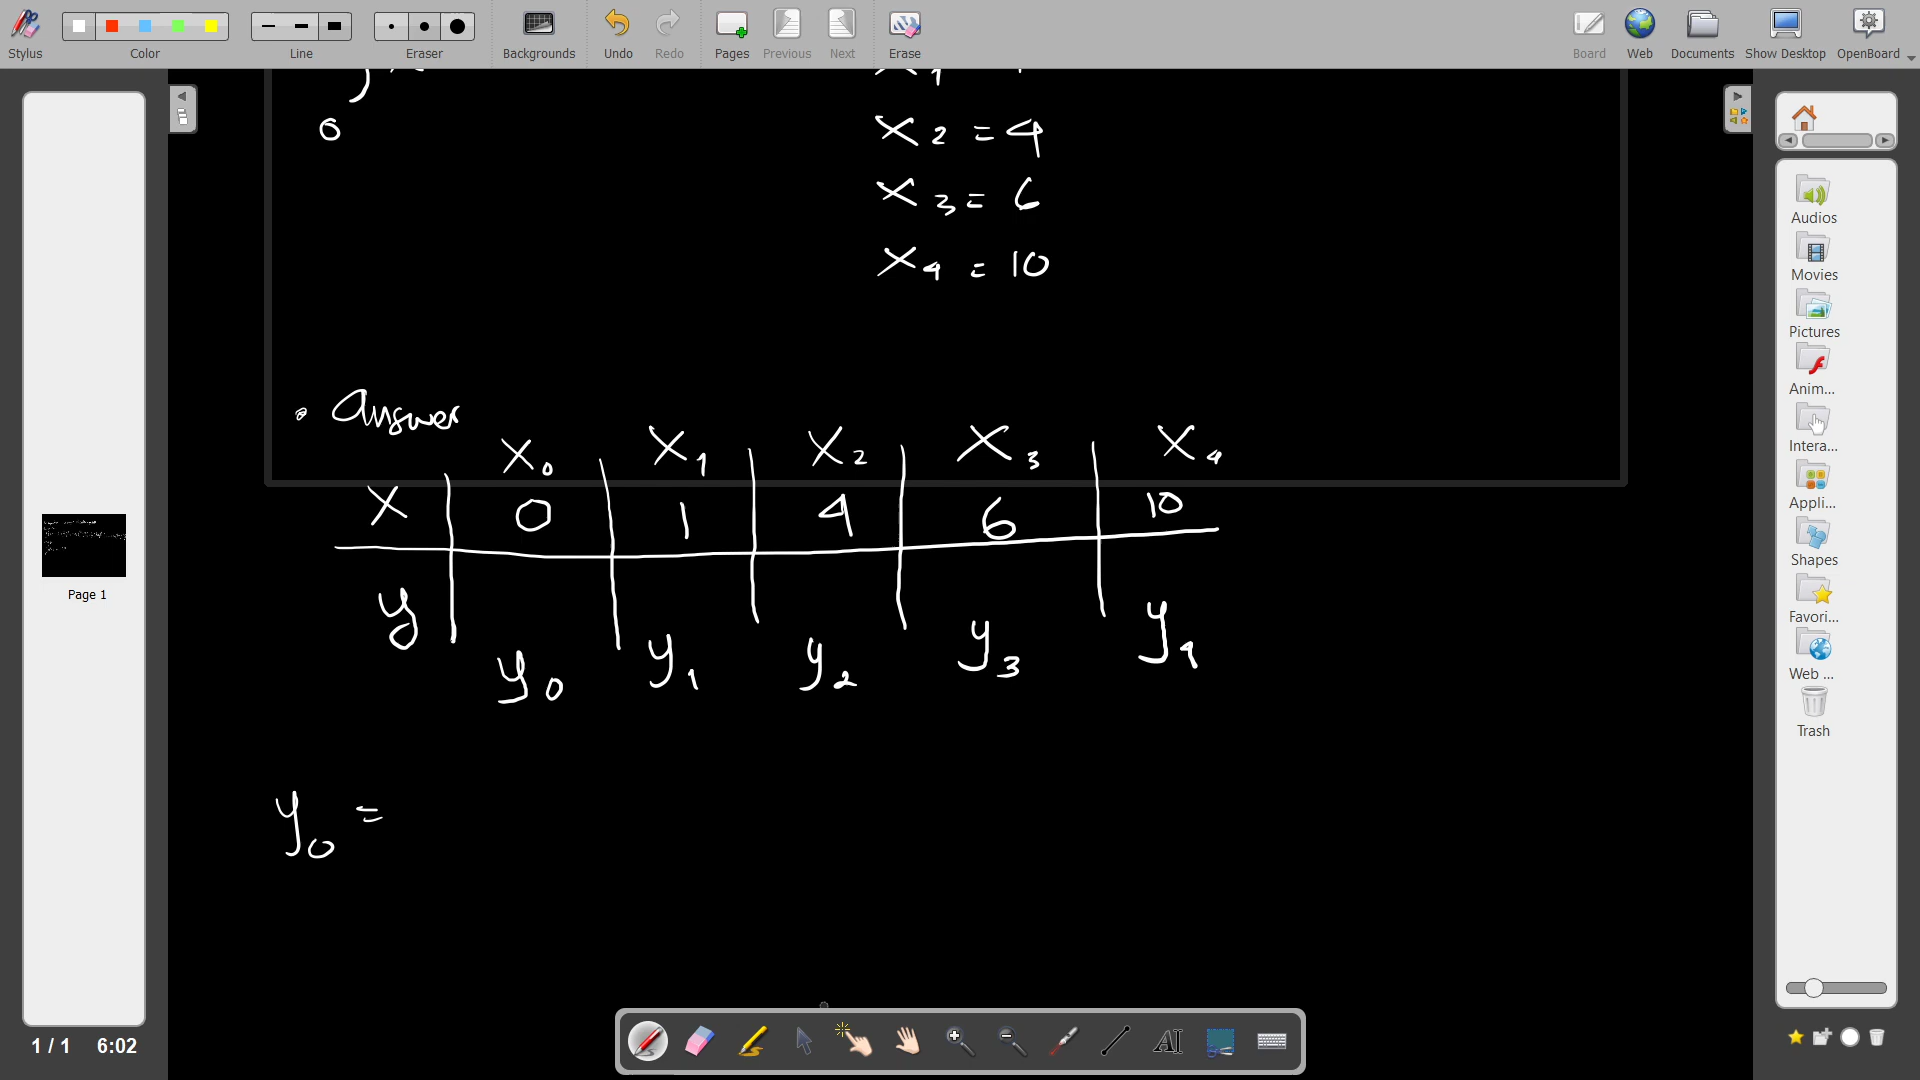 Stylus Color Line Eraser Backgrounds Undo Redo Pages Previous Next Erase Board Web Documents Show Desktop OpenBoard
0
x₂ = 4
x₃ = 6
x₄ = 10
• Answer
x₀ x₁ x₂ x₃ x₄
x 0 1 4 6 10
y
y₀ y₁ y₂ y₃ y₄
y₀ =
Page 1
1 / 1 6:02
Audios
Movies
Pictures
Anim...
Intera...
Appli...
Shapes
Favori...
Web ...
Trash